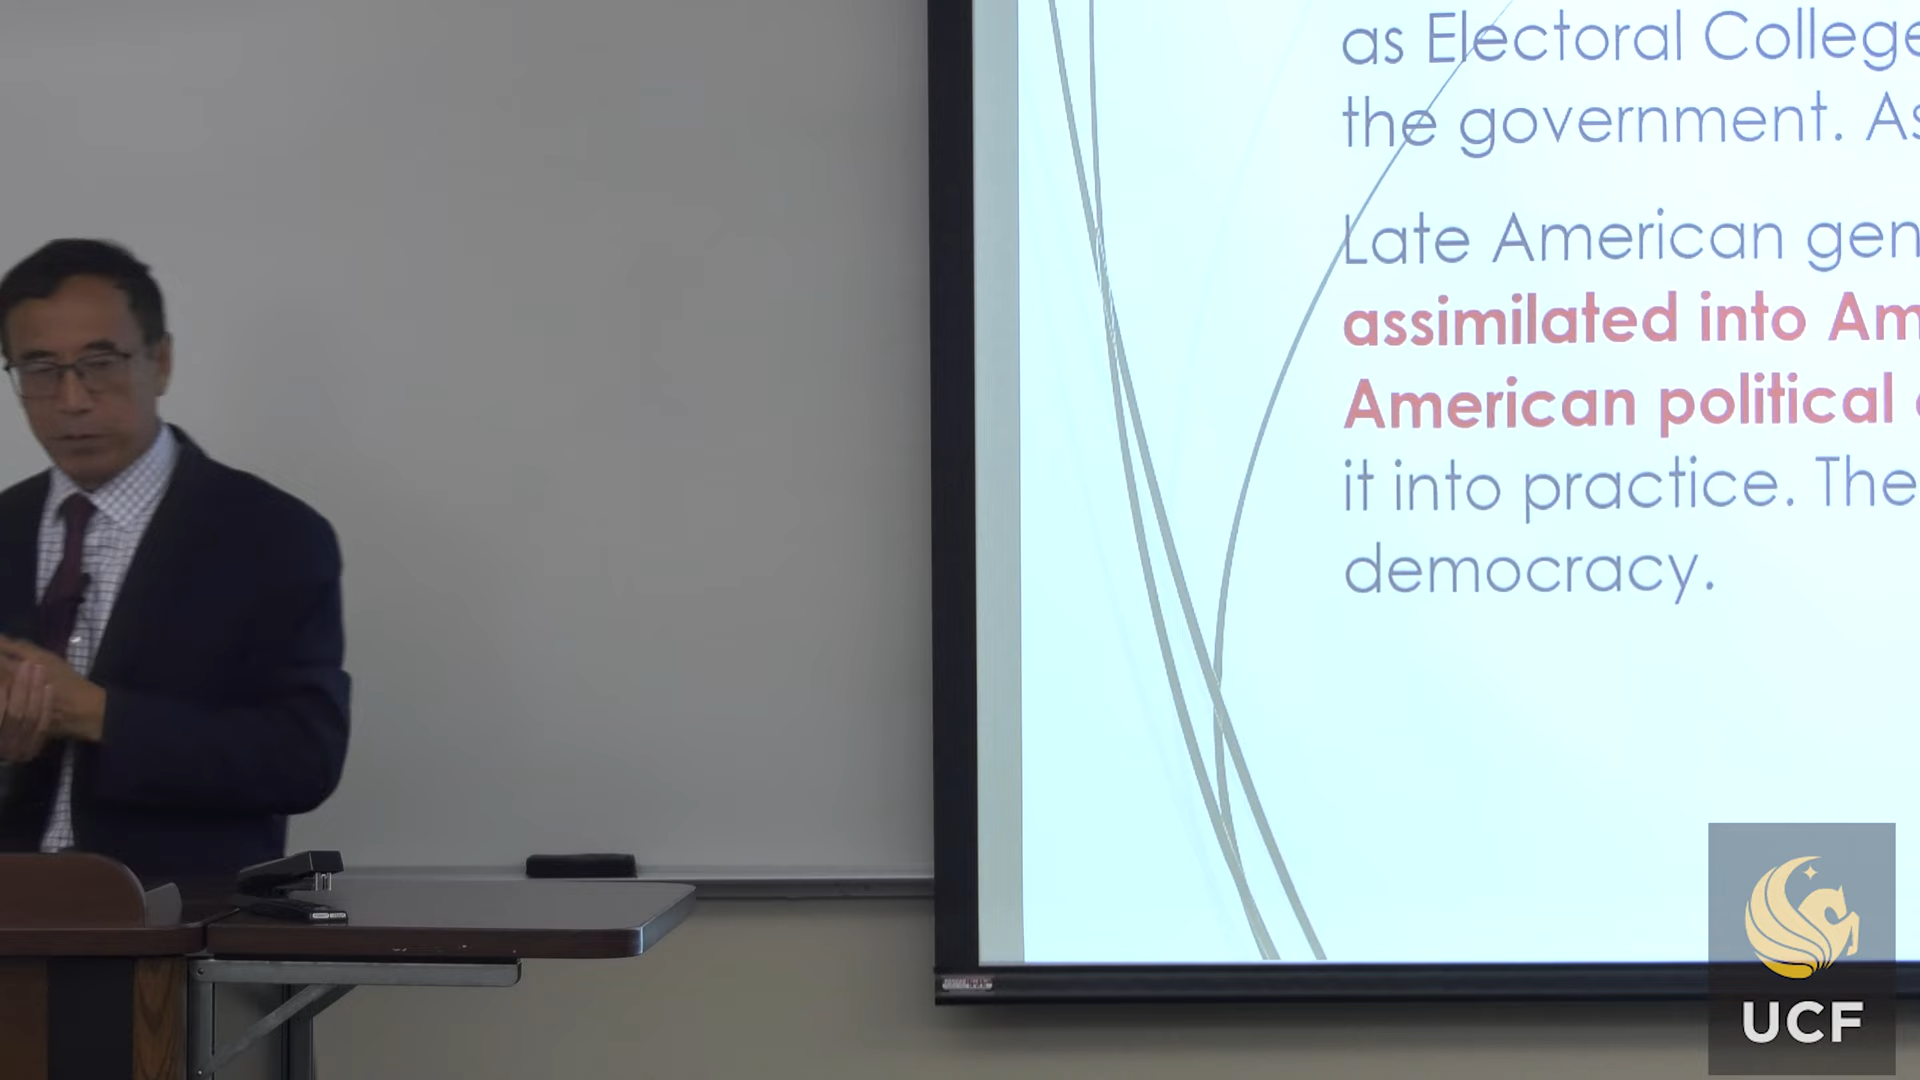 as Electoral College
the government. As
Late American gen
assimilated into Am
American political
it into practice. The
democracy.
UCF